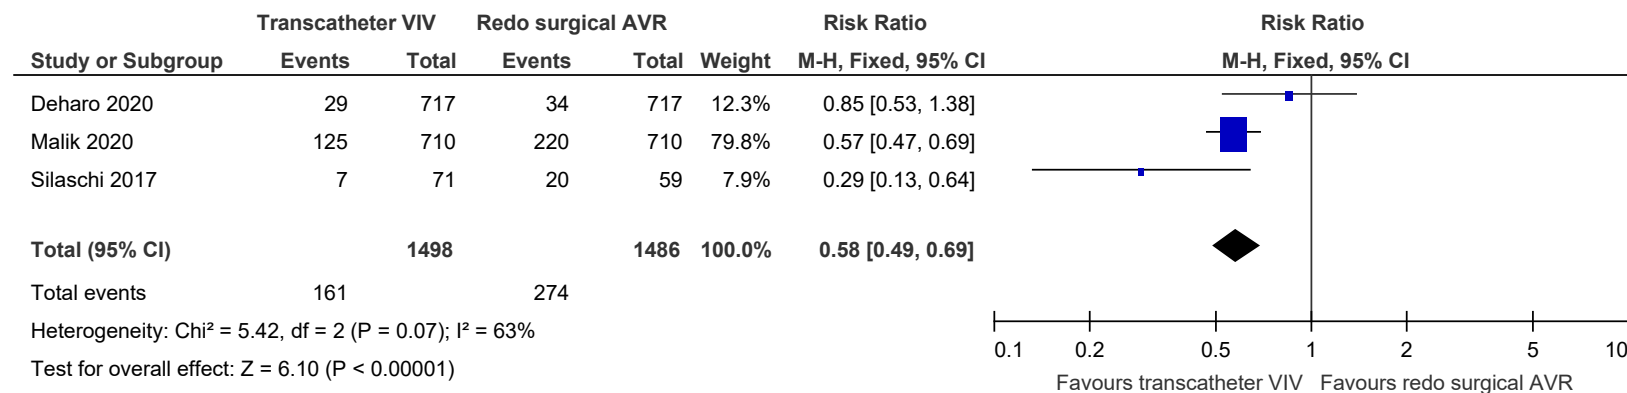 Transcatheter VIV Redo surgical AVR Risk Ratio Risk Ratio
Study or Subgroup Events Total Events Total Weight M-H, Fixed, 95% CI M-H, Fixed, 95% CI
Deharo 2020 29 717 34 717 12.3% 0.85 [0.53, 1.38]
Malik 2020 125 710 220 710 79.8% 0.57 [0.47, 0.69]
Silaschi 2017 7 71 20 59 7.9% 0.29 [0.13, 0.64]
Total (95% CI) 1498 1486 100.0% 0.58 [0.49, 0.69]
Total events 161 274
Heterogeneity: Chi² = 5.42, df = 2 (P = 0.07); I² = 63%
Test for overall effect: Z = 6.10 (P < 0.00001)
0.1 0.2 0.5 1 2 5 10
Favours transcatheter VIV Favours redo surgical AVR